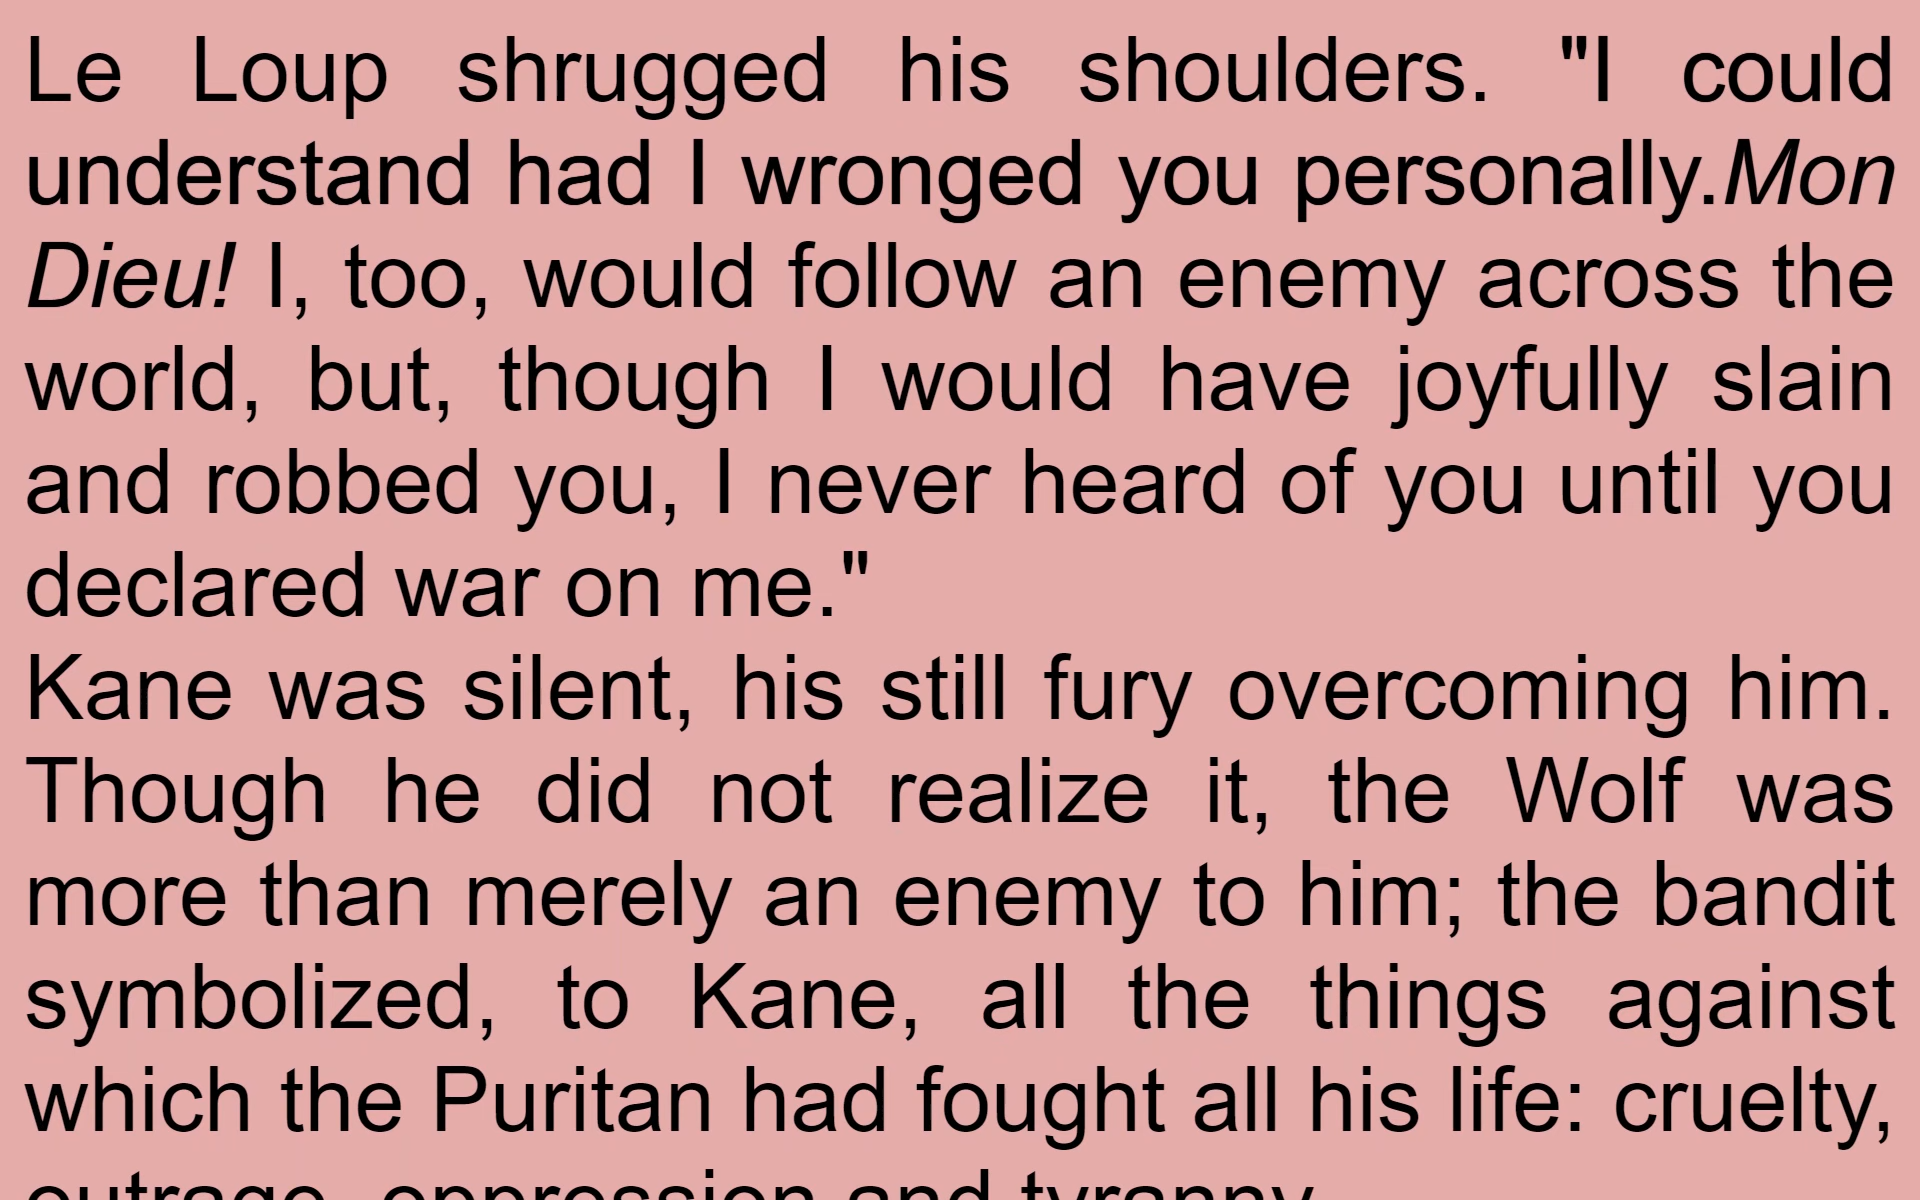 Le Loup shrugged his shoulders. "I could
understand had I wronged you personally.Mon
Dieu! I, too, would follow an enemy across the
world, but, though I would have joyfully slain
and robbed you, I never heard of you until you
declared war on me."
Kane was silent, his still fury overcoming him.
Though he did not realize it, the Wolf was
more than merely an enemy to him; the bandit
symbolized, to Kane, all the things against
which the Puritan had fought all his life: cruelty,
outrage, oppression and tyranny.